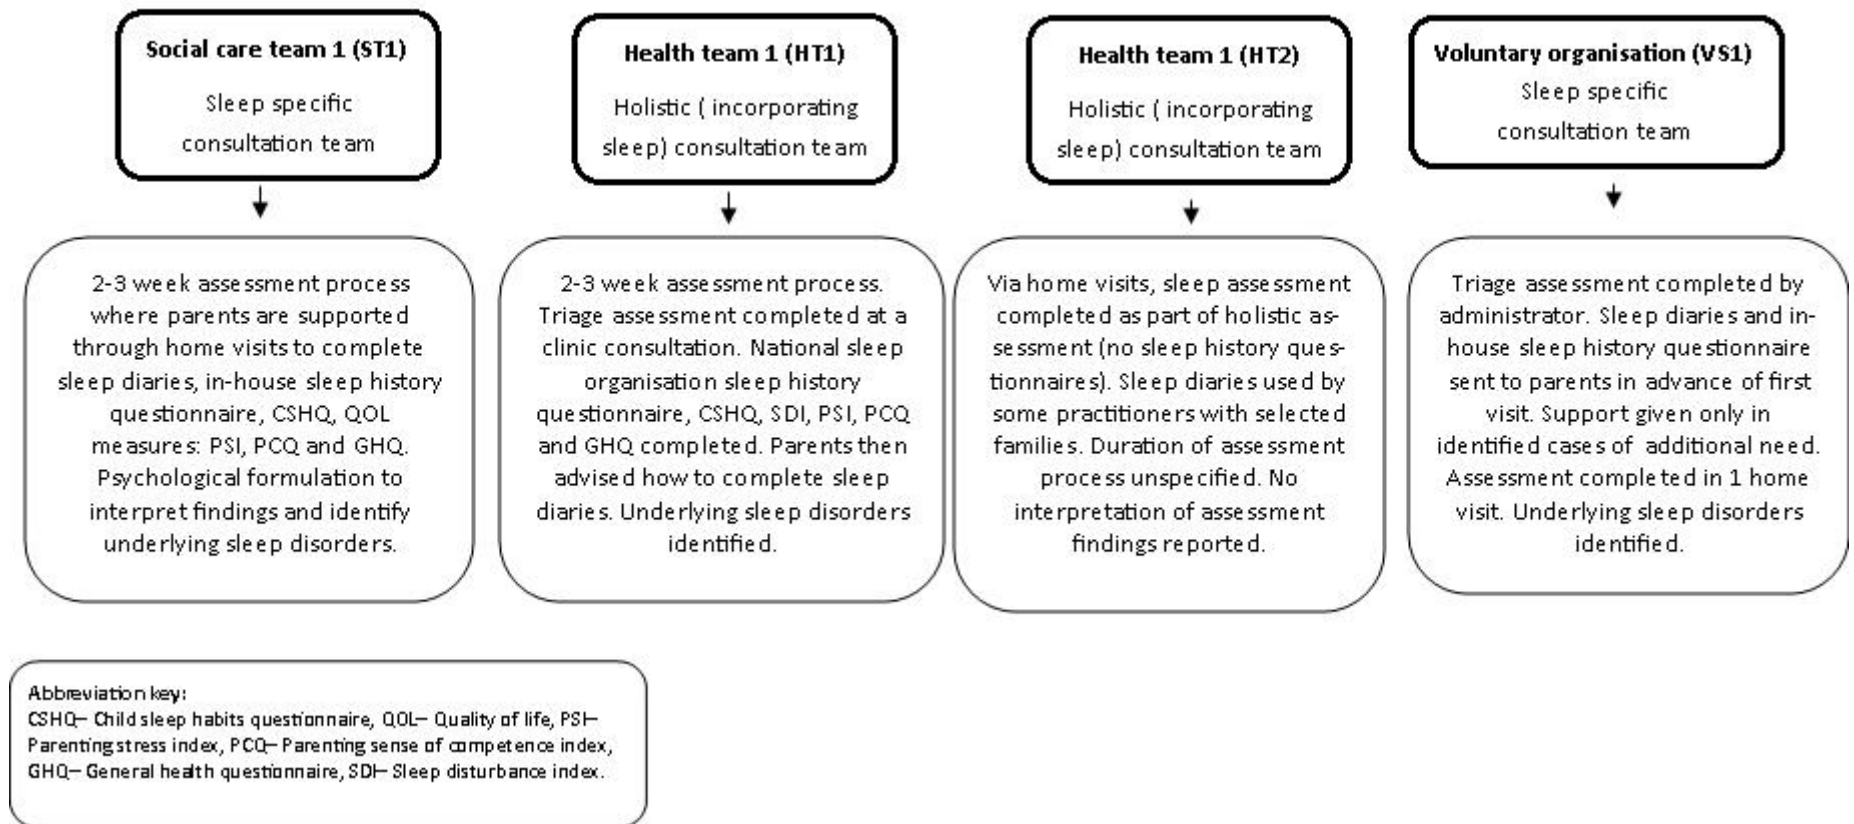 Social care team 1 (ST1)
Sleep specific
consultation team
Health team 1 (HT1)
Holistic ( incorporating
sleep) consultation team
Health team 1 (HT2)
Holistic ( incorporating
sleep) consultation team
Voluntary organisation (VS1)
Sleep specific
consultation team
2-3 week assessment process
where parents are supported
through home visits to complete
sleep diaries, in-house sleep history
questionnaire, CSHQ, QOL
measures: PSI, PCQ and GHQ.
Psychological formulation to
interpret findings and identify
underlying sleep disorders.
2-3 week assessment process.
Triage assessment completed at a
clinic consultation. National sleep
organisation sleep history
questionnaire, CSHQ, SDI, PSI, PCQ
and GHQ completed. Parents then
advised how to complete sleep
diaries. Underlying sleep disorders
identified.
Via home visits, sleep assessment
completed as part of holistic as-
sessment (no sleep history ques-
tionnaires). Sleep diaries used by
some practitioners with selected
families. Duration of assessment
process unspecified. No
interpretation of assessment
findings reported.
Triage assessment completed by
administrator. Sleep diaries and in-
house sleep history questionnaire
sent to parents in advance of first
visit. Support given only in
identified cases of additional need.
Assessment completed in 1 home
visit. Underlying sleep disorders
identified.
Abbreviation key:
CSHQ– Child sleep habits questionnaire, QOL– Quality of life, PSI–
Parenting stress index, PCQ– Parenting sense of competence index,
GHQ– General health questionnaire, SDI– Sleep disturbance index.